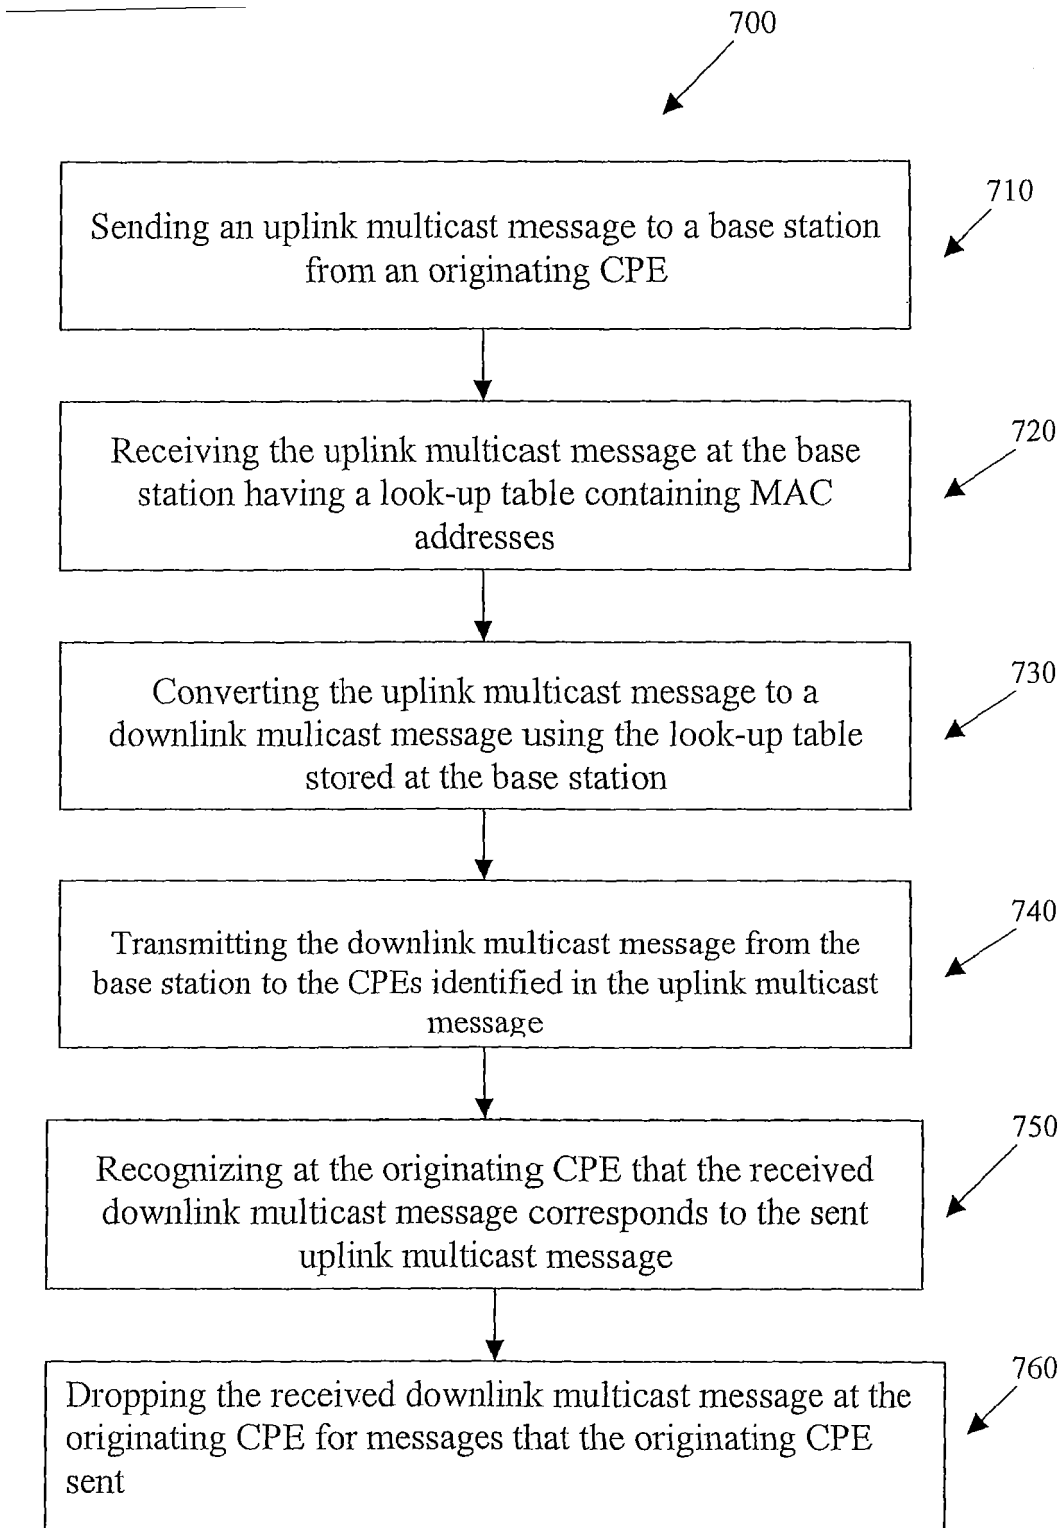 700
710
Sending an uplink multicast message to a base station
from an originating CPE
720
Receiving the uplink multicast message at the base
station having a look-up table containing MAC
addresses
730
Converting the uplink multicast message to a
downlink mulicast message using the look-up table
stored at the base station
740
Transmitting the downlink multicast message from the
base station to the CPEs identified in the uplink multicast
message
750
Recognizing at the originating CPE that the received
downlink multicast message corresponds to the sent
uplink multicast message
760
Dropping the received downlink multicast message at the
originating CPE for messages that the originating CPE
sent